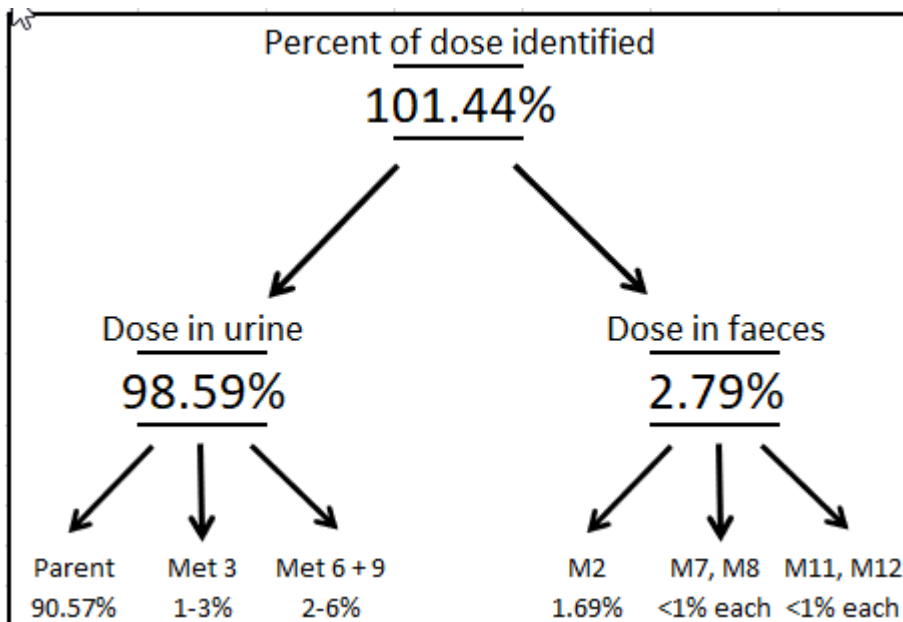 Percent of dose identified
101.44%
Dose in urine
Dose in faeces
98.59%
2.79%
Parent
Met 3
Met 6 + 9
M2
M7, M8
M11, M12
90.57%
1-3%
2-6%
1.69%
<1% each
<1% each